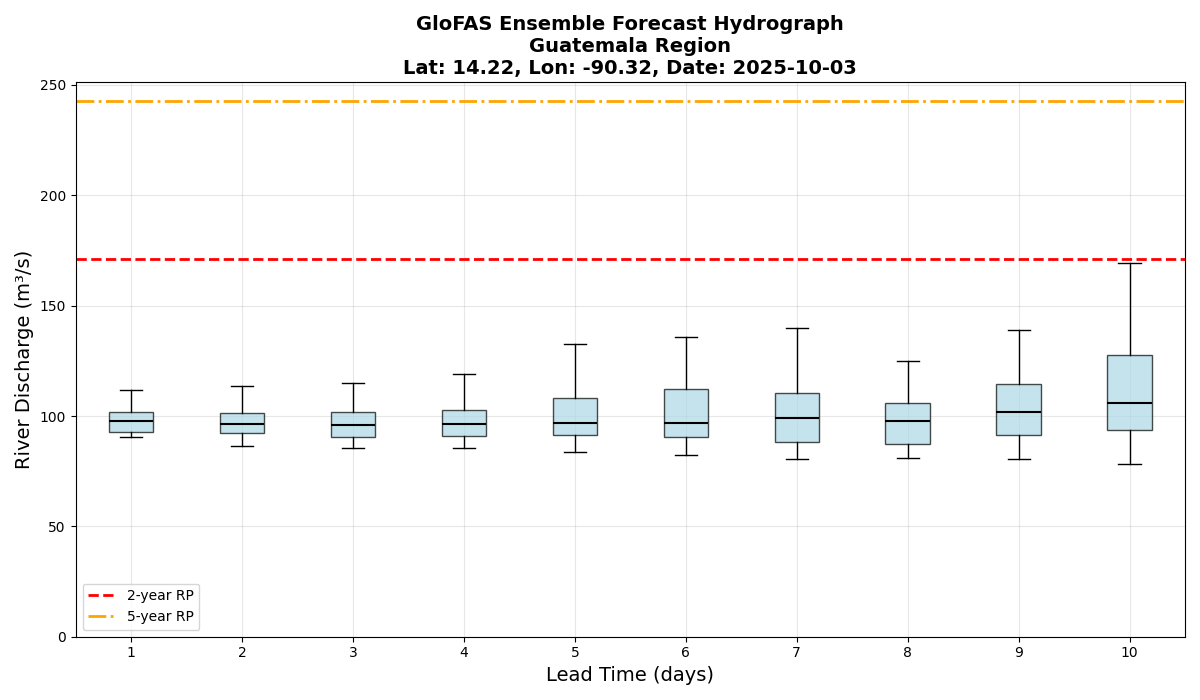 GloFAS Ensemble Forecast Hydrograph
Guatemala Region
Lat: 14.22, Lon: -90.32, Date: 2025-10-03
River Discharge (m³/s)
250
200
150
100
50
0
2-year RP
5-year RP
1 2 3 4 5 6 7 8 9 10
Lead Time (days)